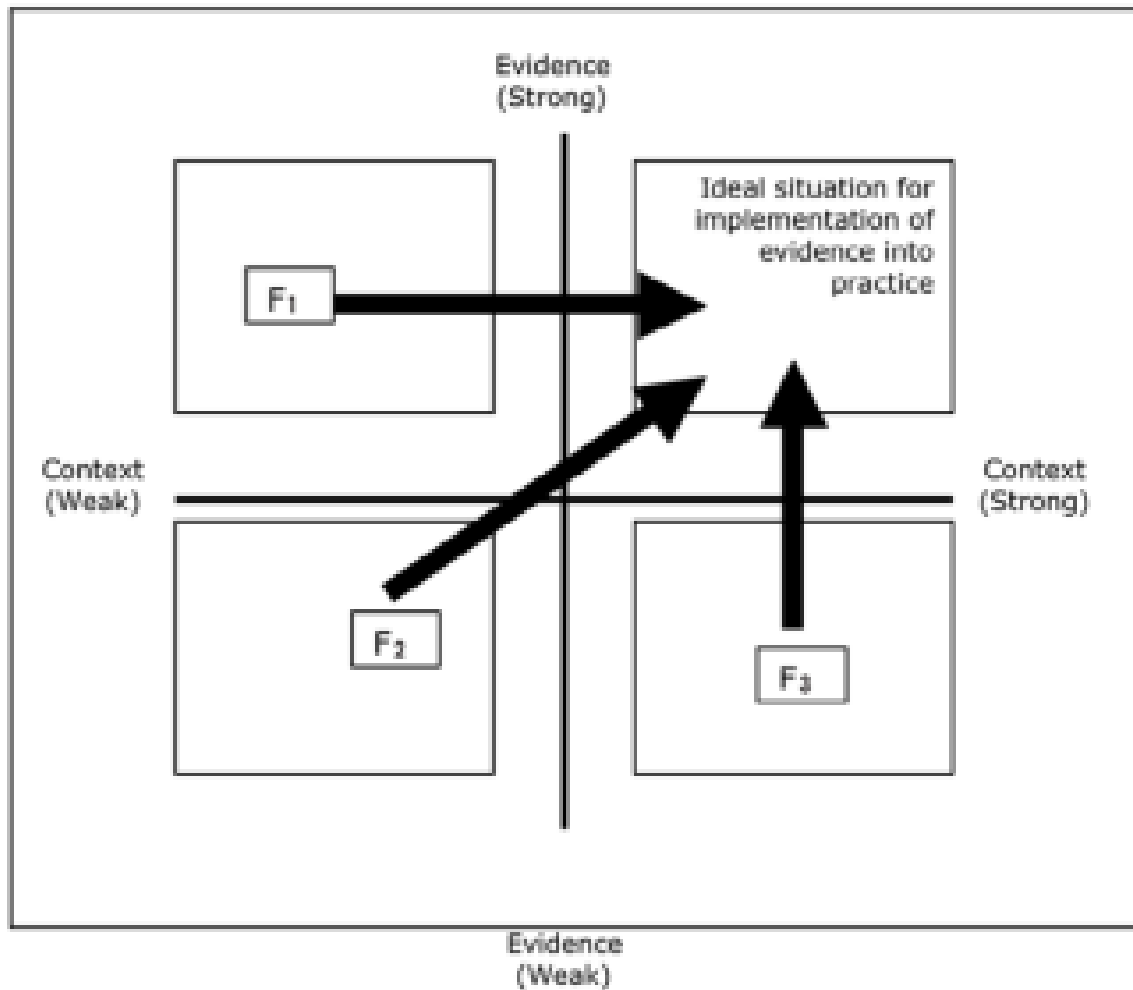 Evidence
(Strong)
Ideal situation for
implementation of
evidence into
practice
F₁
Context
(Weak)
Context
(Strong)
F₂
F₃
Evidence
(Weak)